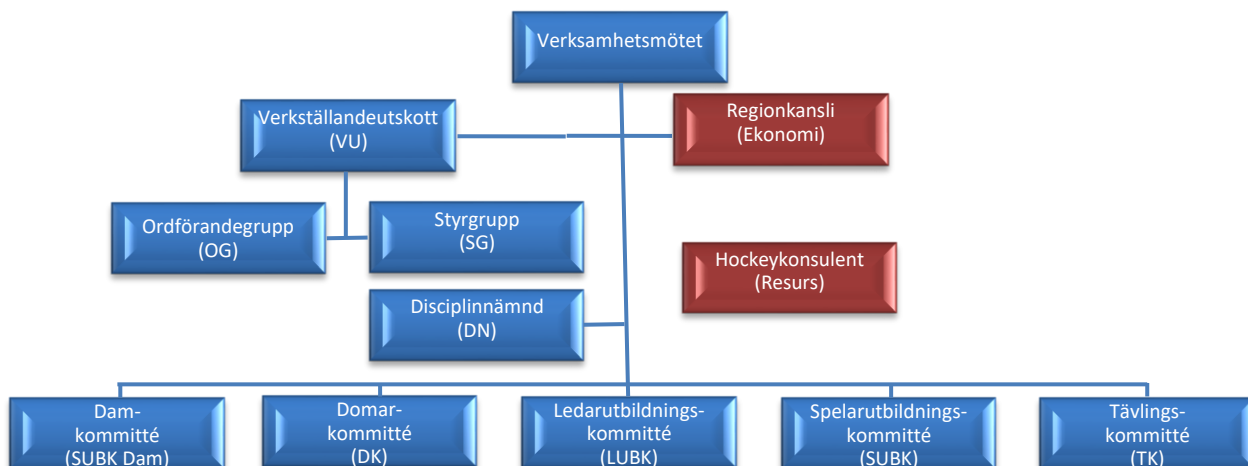 Verksamhetsmötet
Verkställandeutskott
(VU)
Regionkansli
(Ekonomi)
Ordförandegrupp
(OG)
Styrgrupp
(SG)
Hockeykonsulent
(Resurs)
Disciplinnämnd
(DN)
Dam-
kommitté
(SUBK Dam)
Domar-
kommitté
(DK)
Ledarutbildnings-
kommitté
(LUBK)
Spelarutbildnings-
kommitté
(SUBK)
Tävlings-
kommitté
(TK)